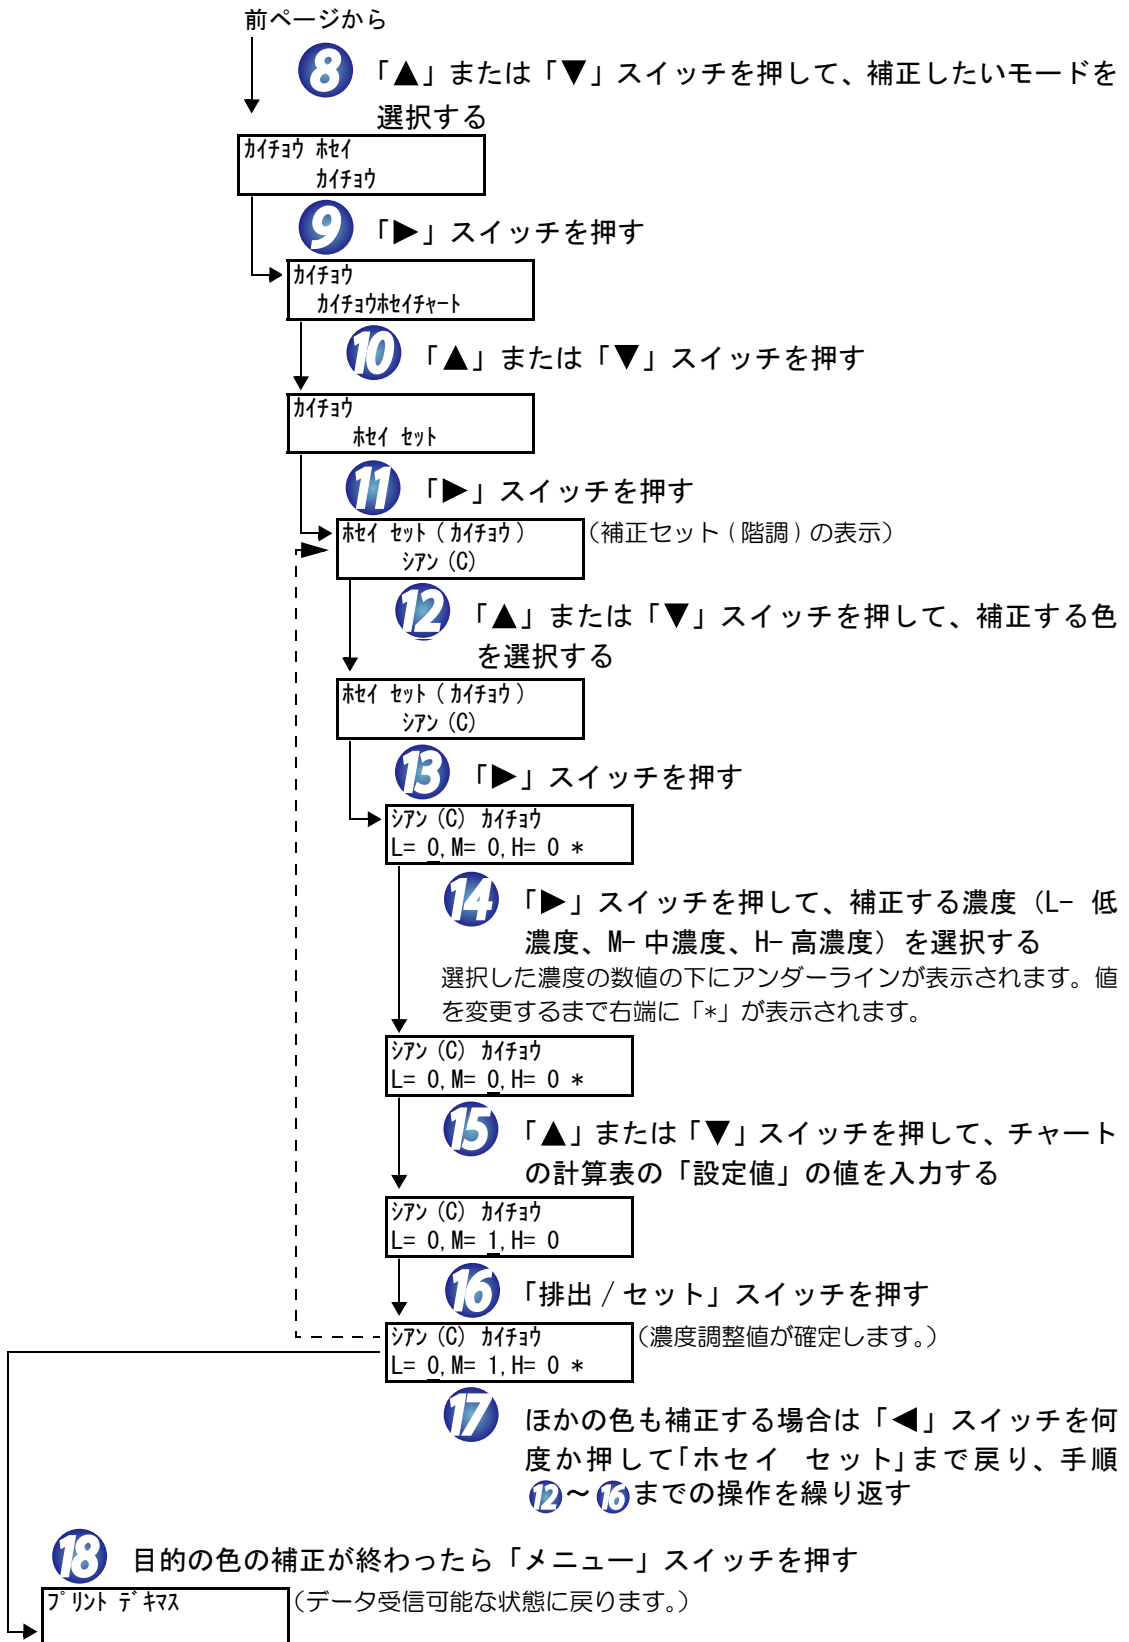 前ページから
8 「▲」または「▼」スイッチを押して、補正したいモードを
選択する
ｶｲﾁｮｳ ﾎｾｲ
ｶｲﾁｮｳ
9 「▶」スイッチを押す
ｶｲﾁｮｳ
ｶｲﾁｮｳﾎｾｲﾁｬｰﾄ
10 「▲」または「▼」スイッチを押す
ｶｲﾁｮｳ
ﾎｾｲ ｾｯﾄ
11 「▶」スイッチを押す
ﾎｾｲ ｾｯﾄ (ｶｲﾁｮｳ) （補正セット(階調)の表示）
ｼｱﾝ (C)
12 「▲」または「▼」スイッチを押して、補正する色
を選択する
ﾎｾｲ ｾｯﾄ (ｶｲﾁｮｳ)
ｼｱﾝ (C)
13 「▶」スイッチを押す
ｼｱﾝ (C) ｶｲﾁｮｳ
L= 0,M= 0,H= 0 *
14 「▶」スイッチを押して、補正する濃度（L- 低
濃度、M- 中濃度、H- 高濃度）を選択する
選択した濃度の数値の下にアンダーラインが表示されます。値
を変更するまで右端に「*」が表示されます。
ｼｱﾝ (C) ｶｲﾁｮｳ
L= 0,M= 0,H= 0 *
15 「▲」または「▼」スイッチを押して、チャート
の計算表の「設定値」の値を入力する
ｼｱﾝ (C) ｶｲﾁｮｳ
L= 0,M= 1,H= 0
16 「排出／セット」スイッチを押す
ｼｱﾝ (C) ｶｲﾁｮｳ （濃度調整値が確定します。）
L= 0,M= 1,H= 0 *
17 ほかの色も補正する場合は「◀」スイッチを何
度か押して「ホセイ　セット」まで戻り、手順
12～16までの操作を繰り返す
18 目的の色の補正が終わったら「メニュー」スイッチを押す
ﾌﾟﾘﾝﾄ ﾃﾞｷﾏｽ （データ受信可能な状態に戻ります。）